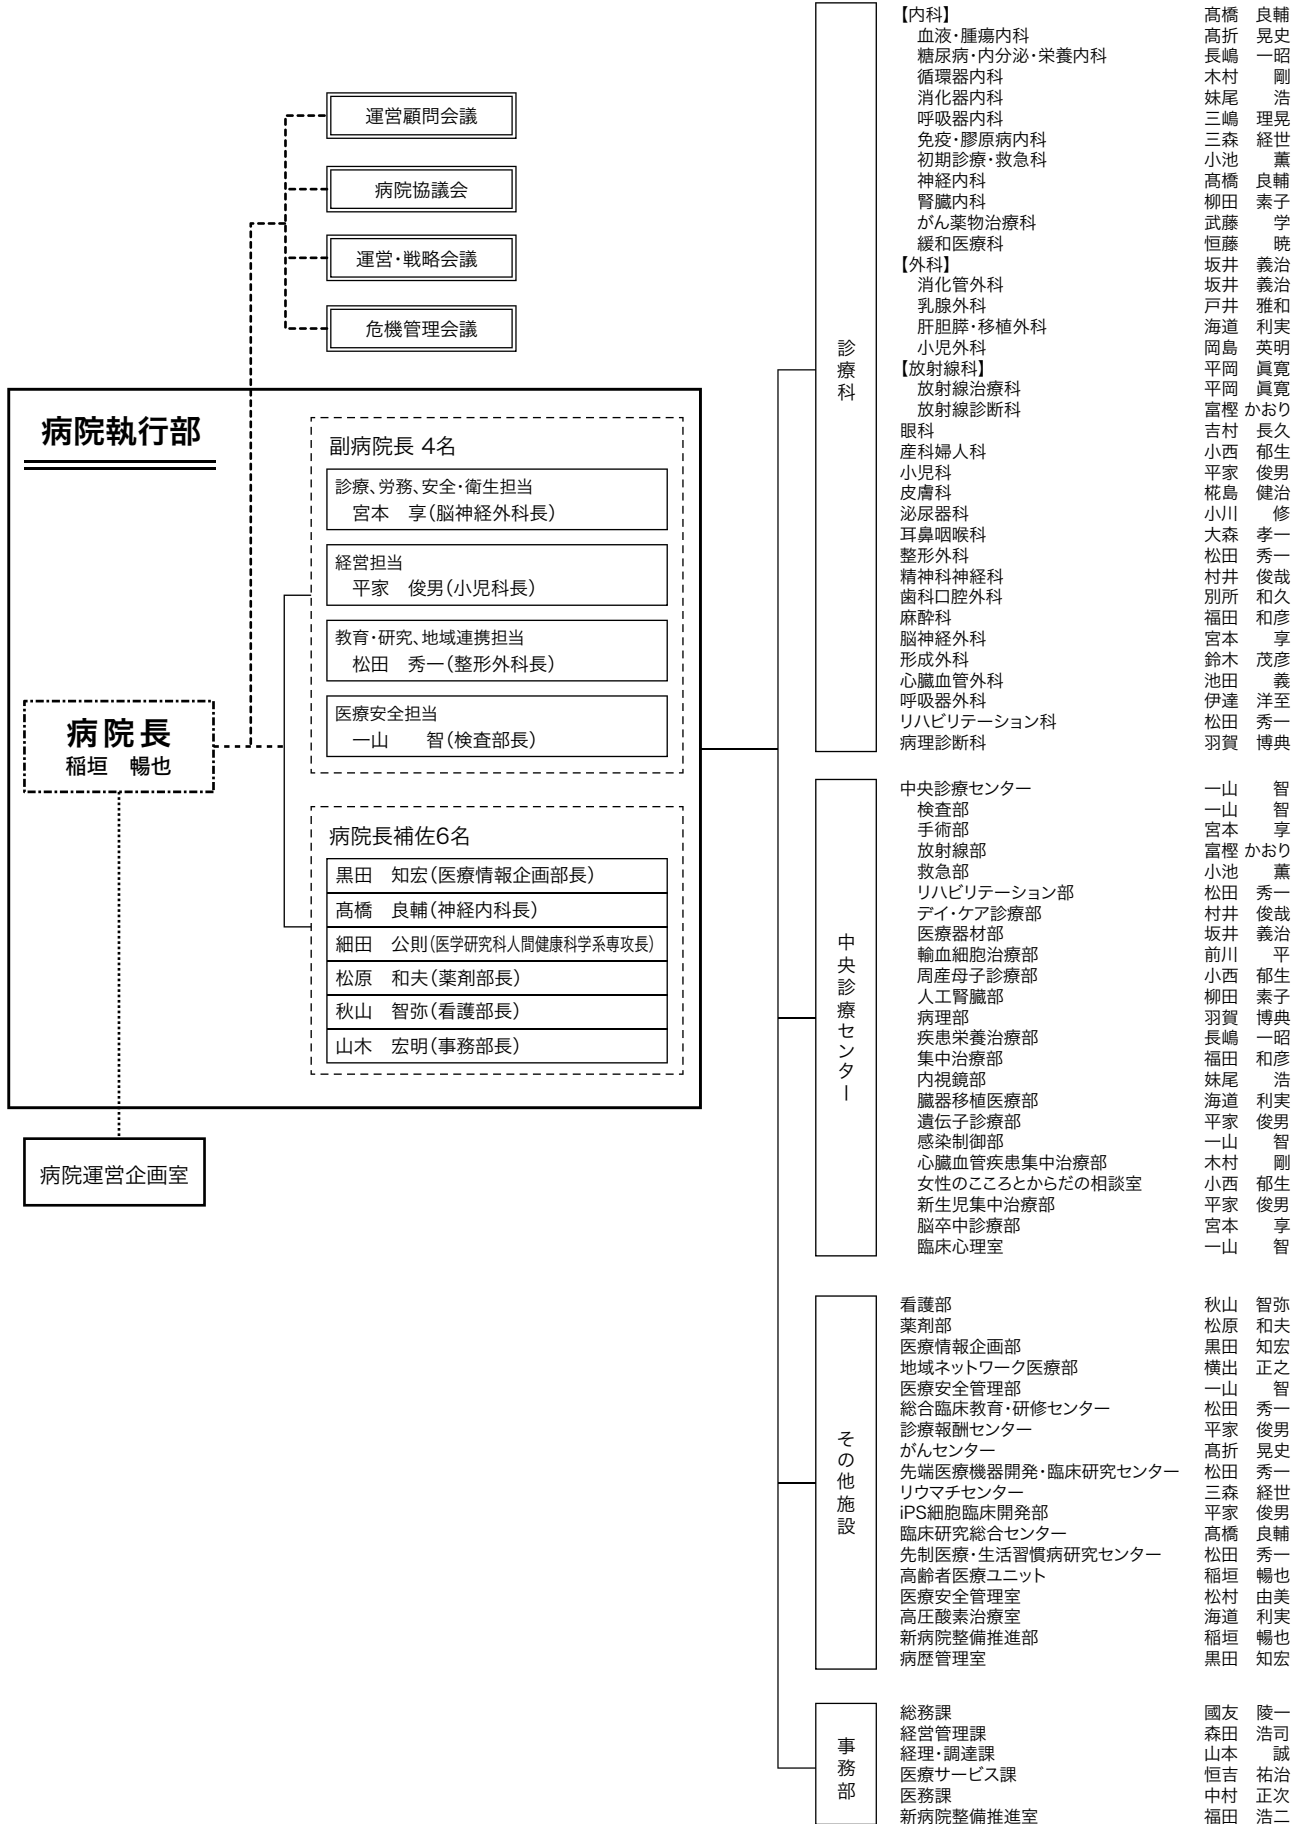 運営顧問会議
病院協議会
運営・戦略会議
危機管理会議
病院執行部
副病院長 4名
診療、労務、安全・衛生担当
宮本　享(脳神経外科長)
経営担当
平家　俊男(小児科長)
教育・研究、地域連携担当
松田　秀一(整形外科長)
医療安全担当
一山　智(検査部長)
病院長
稲垣　暢也
病院長補佐6名
黒田　知宏(医療情報企画部長)
髙橋　良輔(神経内科長)
細田　公則(医学研究科人間健康科学系専攻長)
松原　和夫(薬剤部長)
秋山　智弥(看護部長)
山木　宏明(事務部長)
病院運営企画室
診療科
【内科】　髙橋　良輔
血液・腫瘍内科　髙折　晃史
糖尿病・内分泌・栄養内科　長嶋　一昭
循環器内科　木村　剛
消化器内科　妹尾　浩
呼吸器内科　三嶋　理晃
免疫・膠原病内科　三森　経世
初期診療・救急科　小池　薫
神経内科　髙橋　良輔
腎臓内科　柳田　素子
がん薬物治療科　武藤　学
緩和医療科　恒藤　暁
【外科】　坂井　義治
消化管外科　坂井　義治
乳腺外科　戸井　雅和
肝胆膵・移植外科　海道　利実
小児外科　岡島　英明
【放射線科】　平岡　眞寛
放射線治療科　平岡　眞寛
放射線診断科　富樫 かおり
眼科　吉村　長久
産科婦人科　小西　郁生
小児科　平家　俊男
皮膚科　椛島　健治
泌尿器科　小川　修
耳鼻咽喉科　大森　孝一
整形外科　松田　秀一
精神科神経科　村井　俊哉
歯科口腔外科　別所　和久
麻酔科　福田　和彦
脳神経外科　宮本　享
形成外科　鈴木　茂彦
心臓血管外科　池田　義
呼吸器外科　伊達　洋至
リハビリテーション科　松田　秀一
病理診断科　羽賀　博典
中央診療センター
中央診療センター　一山　智
検査部　一山　智
手術部　宮本　享
放射線部　富樫 かおり
救急部　小池　薫
リハビリテーション部　松田　秀一
デイ・ケア診療部　村井　俊哉
医療器材部　坂井　義治
輸血細胞治療部　前川　平
周産母子診療部　小西　郁生
人工腎臓部　柳田　素子
病理部　羽賀　博典
疾患栄養治療部　長嶋　一昭
集中治療部　福田　和彦
内視鏡部　妹尾　浩
臓器移植医療部　海道　利実
遺伝子診療部　平家　俊男
感染制御部　一山　智
心臓血管疾患集中治療部　木村　剛
女性のこころとからだの相談室　小西　郁生
新生児集中治療部　平家　俊男
脳卒中診療部　宮本　享
臨床心理室　一山　智
その他施設
看護部　秋山　智弥
薬剤部　松原　和夫
医療情報企画部　黒田　知宏
地域ネットワーク医療部　横出　正之
医療安全管理部　一山　智
総合臨床教育・研修センター　松田　秀一
診療報酬センター　平家　俊男
がんセンター　髙折　晃史
先端医療機器開発・臨床研究センター　松田　秀一
リウマチセンター　三森　経世
iPS細胞臨床開発部　平家　俊男
臨床研究総合センター　髙橋　良輔
先制医療・生活習慣病研究センター　松田　秀一
高齢者医療ユニット　稲垣　暢也
医療安全管理室　松村　由美
高圧酸素治療室　海道　利実
新病院整備推進部　稲垣　暢也
病歴管理室　黒田　知宏
事務部
総務課　國友　陵一
経営管理課　森田　浩司
経理・調達課　山本　誠
医療サービス課　恒吉　祐治
医務課　中村　正次
新病院整備推進室　福田　浩二